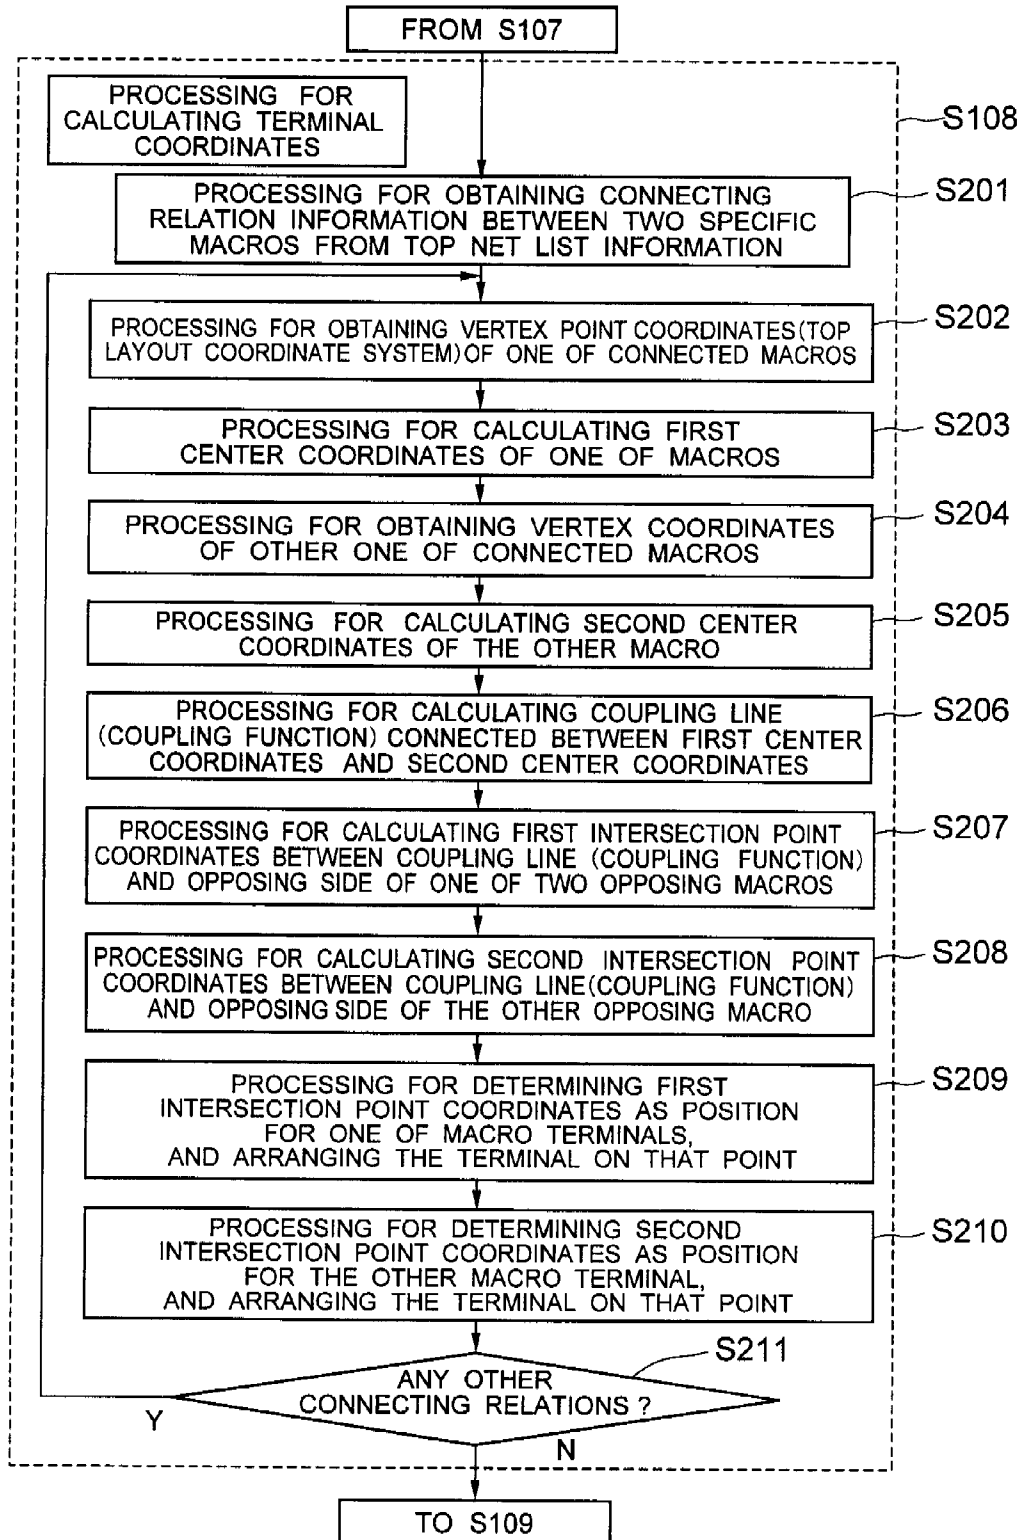 FROM S107
PROCESSING FOR
CALCULATING TERMINAL
COORDINATES
S108
PROCESSING FOR OBTAINING CONNECTING
RELATION INFORMATION BETWEEN TWO SPECIFIC
MACROS FROM TOP NET LIST INFORMATION
S201
PROCESSING FOR OBTAINING VERTEX POINT COORDINATES (TOP
LAYOUT COORDINATE SYSTEM) OF ONE OF CONNECTED MACROS
S202
PROCESSING FOR CALCULATING FIRST
CENTER COORDINATES OF ONE OF MACROS
S203
PROCESSING FOR OBTAINING VERTEX COORDINATES
OF OTHER ONE OF CONNECTED MACROS
S204
PROCESSING FOR CALCULATING SECOND CENTER
COORDINATES OF THE OTHER MACRO
S205
PROCESSING FOR CALCULATING COUPLING LINE
(COUPLING FUNCTION) CONNECTED BETWEEN FIRST CENTER
COORDINATES AND SECOND CENTER COORDINATES
S206
PROCESSING FOR CALCULATING FIRST INTERSECTION POINT
COORDINATES BETWEEN COUPLING LINE (COUPLING FUNCTION)
AND OPPOSING SIDE OF ONE OF TWO OPPOSING MACROS
S207
PROCESSING FOR CALCULATING SECOND INTERSECTION POINT
COORDINATES BETWEEN COUPLING LINE (COUPLING FUNCTION)
AND OPPOSING SIDE OF THE OTHER OPPOSING MACRO
S208
PROCESSING FOR DETERMINING FIRST
INTERSECTION POINT COORDINATES AS POSITION
FOR ONE OF MACRO TERMINALS,
AND ARRANGING THE TERMINAL ON THAT POINT
S209
PROCESSING FOR DETERMINING SECOND
INTERSECTION POINT COORDINATES AS POSITION
FOR THE OTHER MACRO TERMINAL,
AND ARRANGING THE TERMINAL ON THAT POINT
S210
S211
ANY OTHER
CONNECTING RELATIONS ?
Y
N
TO S109